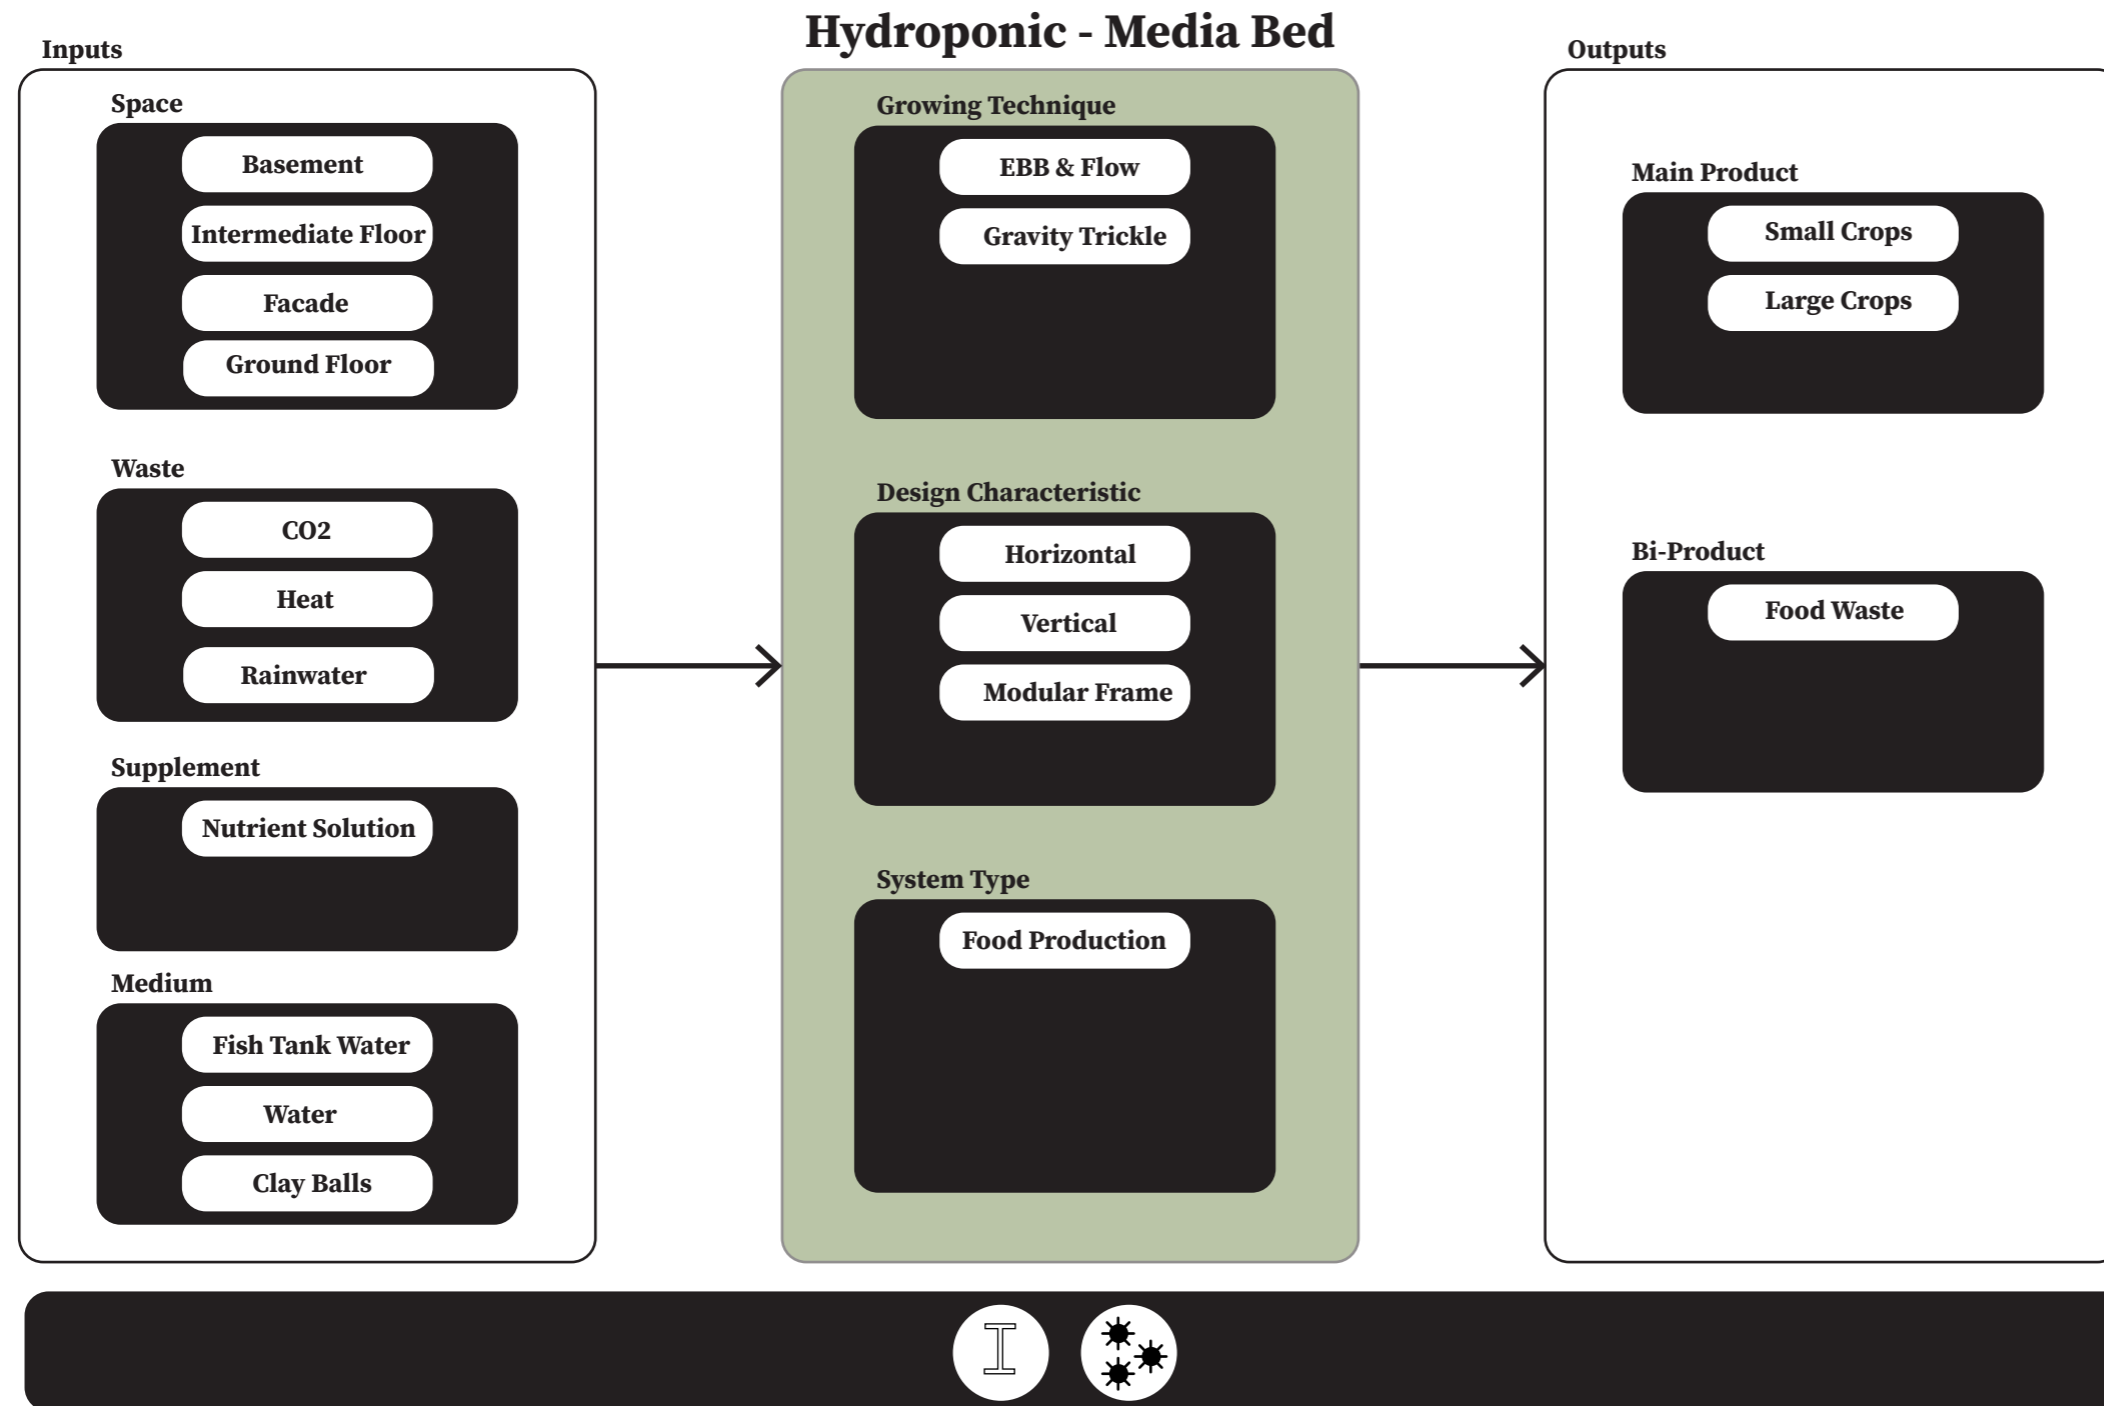 Hydroponic - Media Bed
Inputs
Space
Basement
Intermediate Floor
Facade
Ground Floor
Waste
CO2
Heat
Rainwater
Supplement
Nutrient Solution
Medium
Fish Tank Water
Water
Clay Balls
Growing Technique
EBB & Flow
Gravity Trickle
Design Characteristic
Horizontal
Vertical
Modular Frame
System Type
Food Production
Outputs
Main Product
Small Crops
Large Crops
Bi-Product
Food Waste